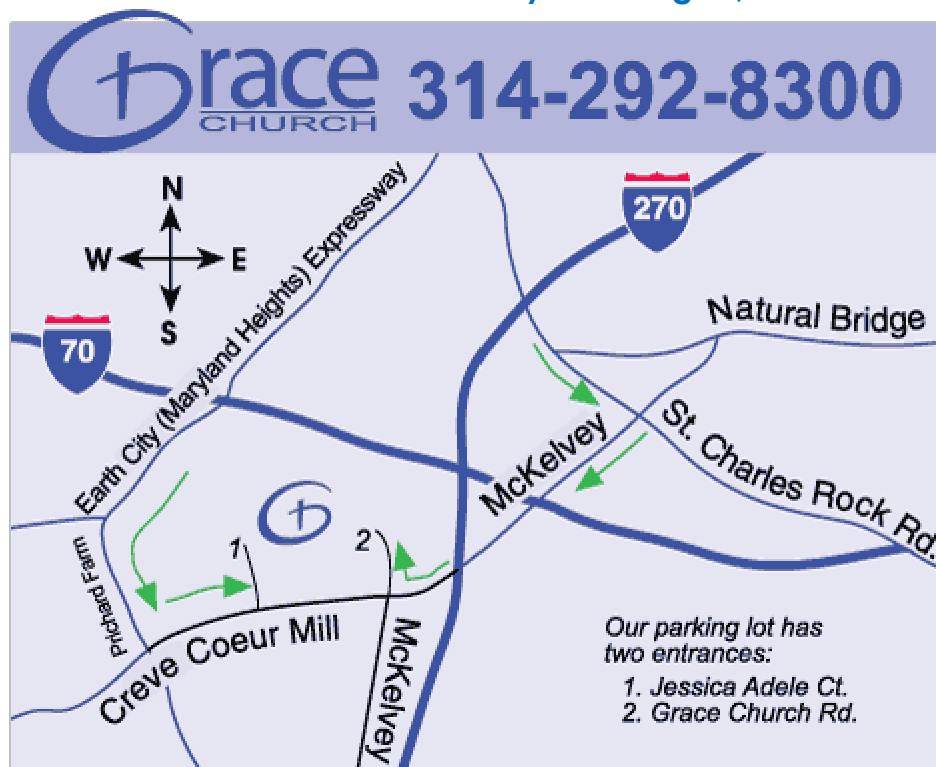 Grace
CHURCH
314-292-8300
N
W E
S
270
70
Earth City (Maryland Heights) Expressway
Natural Bridge
McKelvey
St. Charles Rock Rd.
Prichard Farm
1
2
Creve Coeur Mill
McKelvey
Our parking lot has
two entrances:
1. Jessica Adele Ct.
2. Grace Church Rd.